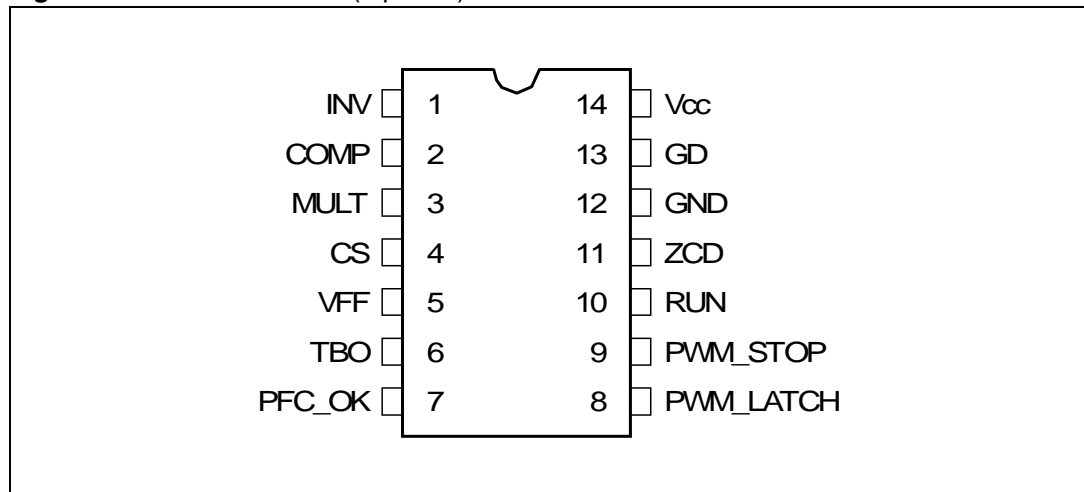 INV 1 14 Vcc
COMP 2 13 GD
MULT 3 12 GND
CS 4 11 ZCD
VFF 5 10 RUN
TBO 6 9 PWM_STOP
PFC_OK 7 8 PWM_LATCH